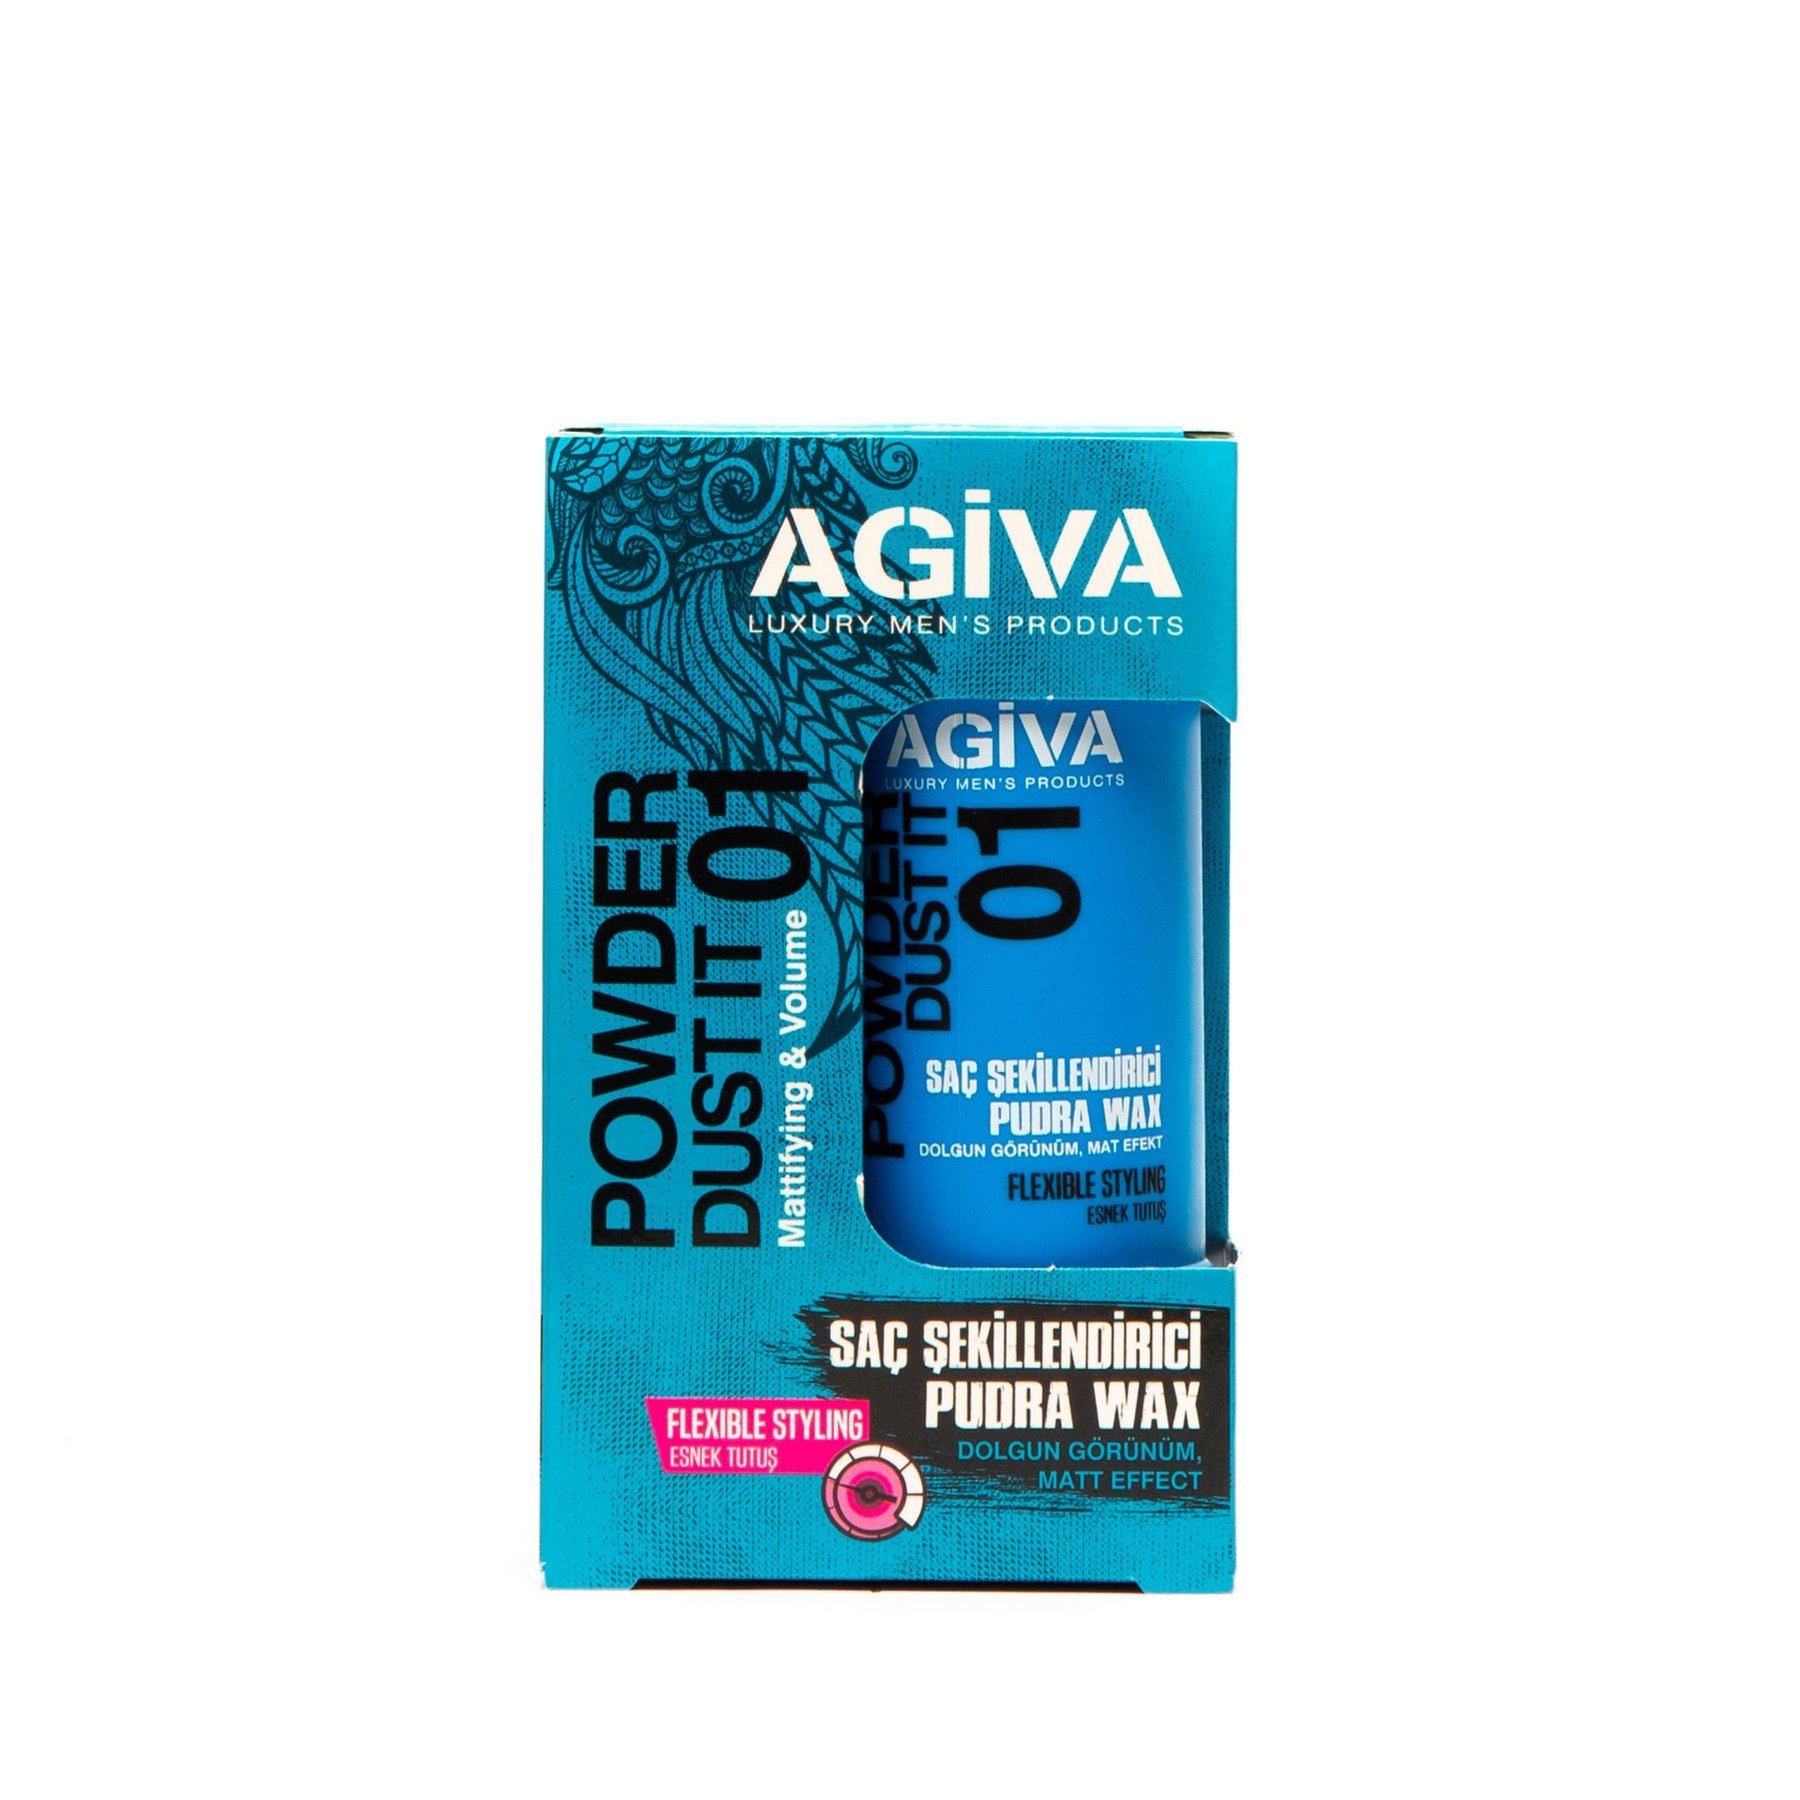 AGİVA
LUXURY MEN'S PRODUCTS
POWDER
DUST IT 01
Mattifying & Volume
AGİVA
LUXURY MEN'S PRODUCTS
POWDER
DUST IT
01
SAÇ ŞEKİLLENDİRİCİ
PUDRA WAX
DOLGUN GÖRÜNÜM, MAT EFEKT
FLEXIBLE STYLING
ESNEK TUTUŞ
SAÇ ŞEKİLLENDİRİCİ
PUDRA WAX
DOLGUN GÖRÜNÜM,
MATT EFFECT
FLEXIBLE STYLING
ESNEK TUTUŞ